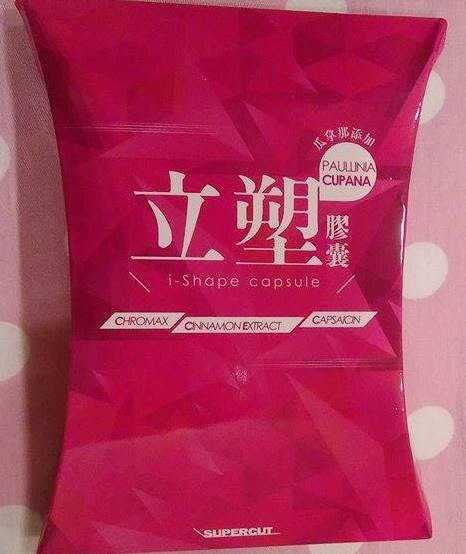 瓜拿那添加
PAULLINIA
CUPANA
立塑膠囊
i-Shape capsule
CHROMAX CINNAMON EXTRACT CAPSAICIN
SUPERCUT